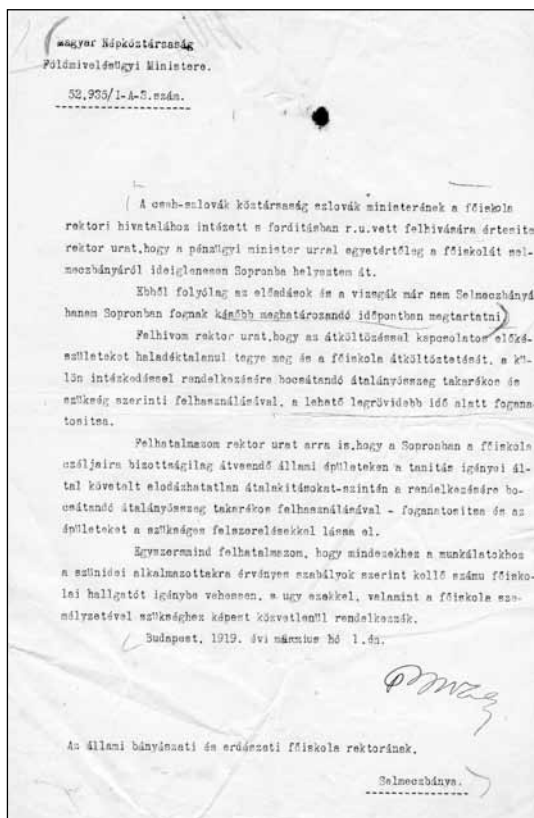 Magyar Népköztársaság
Földmivelésügyi Ministere.
52.935/I-A-3.szám.
A cseh-szlovák köztársaság szlovák ministerének a főiskola
rektori hivatalához intézett s forditásban r.u.vett felhivására értesitem
rektor urat,hogy a pénzügyi minister urral egyetértőleg a főiskolát sel-
meczbányáról ideiglenesen Sopronba helyeztem át.
Ebből folyólag az előadások és a vizsgák már nem Selmeczbányá
hanem Sopronban fognak később meghatározandó időpontban megtartatni
Felhivom rektor urat,hogy az átköltözéssel kapcsolatos előké-
születeket haladéktalanul tegye meg és a főiskola átköltöztetését, a kü-
lön intézkedéssel rendelkezésére bocsátandó átalányösszeg takarékos és
szükség szerinti felhasználásával, a lehető legrövidebb idő alatt fogana-
tositsa.
Felhatalmazom rektor urat arra is,hogy a Sopronban a főiskola
czéljaira bizottságilag átveendő állami épületeken a tanitás igényei ál-
tal követelt elodázhatatlan átalakitásokat-szintén a rendelkezésére bo-
csátandó átalányösszeg takarékos felhasználásával - foganatositsa és az
épületeket a szükséges felszerelésekkel lássa el.
Egyszersmind felhatalmazom, hogy mindezekhez a munkálatokhoz
a szünidei alkalmazottakra érvényes szabályok szerint kellő számu főisko-
lai hallgatót igénybe vehessen, s ugy ezekkel, valamint a főiskola sze-
mélyzetével szükséghez képest közvetlenül rendelkezzék.
Budapest, 1919. évi március hó 1.én.
Az állami bányászati és erdészeti főiskola rektorának,
Selmeczbánya.